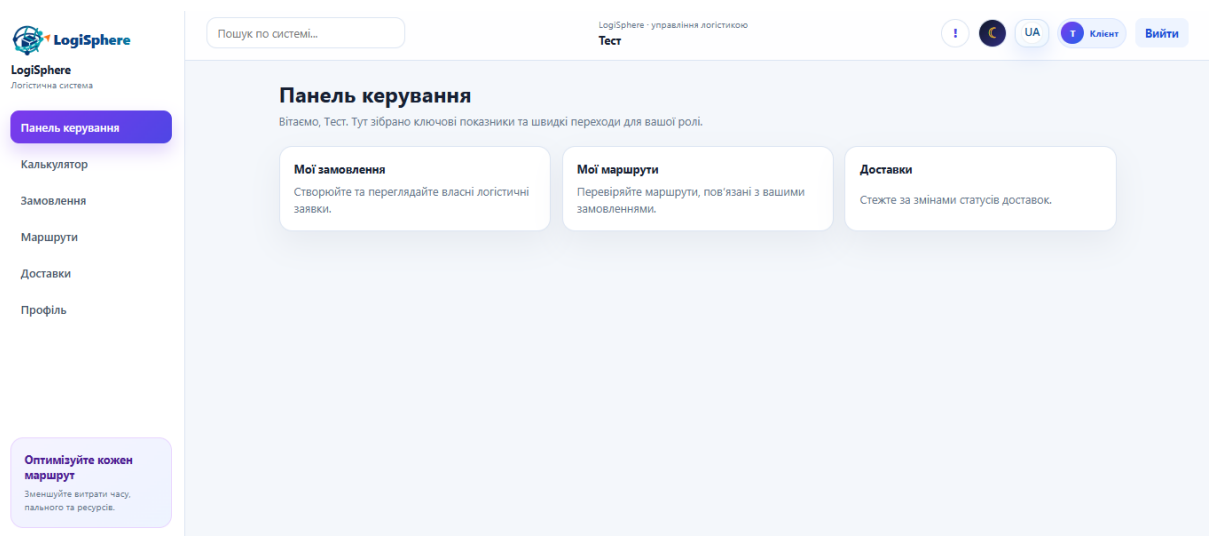 LogiSphere
LogiSphere
Логістична система
Панель керування
Калькулятор
Замовлення
Маршрути
Доставки
Профіль
Оптимізуйте кожен
маршрут
Зменшуйте витрати часу,
пального та ресурсів.
Пошук по системі...
LogiSphere · управління логістикою
Тест
!
UA
Т
Клієнт
Вийти
Панель керування
Вітаємо, Тест. Тут зібрано ключові показники та швидкі переходи для вашої ролі.
Мої замовлення
Створюйте та переглядайте власні логістичні
заявки.
Мої маршрути
Перевіряйте маршрути, пов'язані з вашими
замовленнями.
Доставки
Стежте за змінами статусів доставок.